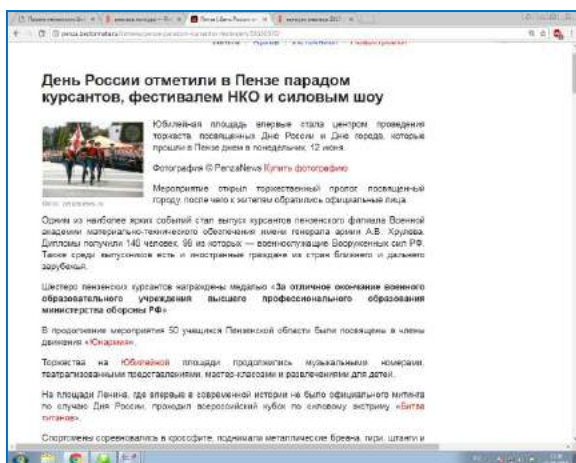 День России отметили в Пензе парадом
курсантов, фестивалем НКО и силовым шоу
Юбилейная площадь впервые стала центром проведения
торжеств, посвященных Дню России и Дню города, которые
прошли в Пензе днем в понедельник, 12 июня.
Фотография © PenzaNews Купить фотографию
Мероприятие открыл торжественный пролог, посвященный
городу, после чего к жителям обратились официальные лица.
Одним из наиболее ярких событий стал выпуск курсантов пензенского филиала Военной
академии материально-технического обеспечения имени генерала армии А.В. Хрулева.
Дипломы получили 140 человек, 96 из которых — военнослужащие Вооруженных сил РФ.
Также среди выпускников есть и иностранные граждане из стран ближнего и дальнего
зарубежья.
Шестеро пензенских курсантов награждены медалью «За отличное окончание военного
образовательного учреждения высшего профессионального образования
министерства обороны РФ».
В продолжение мероприятия 50 учащихся Пензенской области были посвящены в члены
движения «Юнармия».
Торжества на Юбилейной площади продолжились музыкальными номерами,
театрализованными представлениями, мастер-классами и развлечениями для детей.
На площади Ленина, где впервые в современной истории не было официального митинга
по случаю Дня России, проходил всероссийский кубок по силовому экстриму «Битва
титанов».
Спортсмены соревновались в кроссфите, поднимали металлические бревна, гири, штанги и